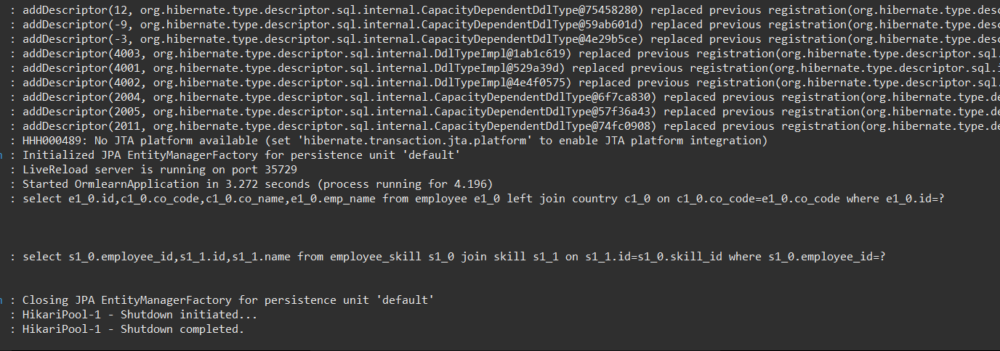 : addDescriptor(12, org.hibernate.type.descriptor.sql.internal.CapacityDependentDdlType@75458280) replaced previous registration(org.hibernate.type.desc
: addDescriptor(-9, org.hibernate.type.descriptor.sql.internal.CapacityDependentDdlType@59ab601d) replaced previous registration(org.hibernate.type.desc
: addDescriptor(-3, org.hibernate.type.descriptor.sql.internal.CapacityDependentDdlType@4e29b5ce) replaced previous registration(org.hibernate.type.desc
: addDescriptor(4003, org.hibernate.type.descriptor.sql.internal.DdlTypeImpl@1ab1c619) replaced previous registration(org.hibernate.type.descriptor.sql.
: addDescriptor(4001, org.hibernate.type.descriptor.sql.internal.DdlTypeImpl@529a39d) replaced previous registration(org.hibernate.type.descriptor.sql.i
: addDescriptor(4002, org.hibernate.type.descriptor.sql.internal.DdlTypeImpl@4e4f0575) replaced previous registration(org.hibernate.type.descriptor.sql.
: addDescriptor(2004, org.hibernate.type.descriptor.sql.internal.CapacityDependentDdlType@6f7ca830) replaced previous registration(org.hibernate.type.de
: addDescriptor(2005, org.hibernate.type.descriptor.sql.internal.CapacityDependentDdlType@57f36a43) replaced previous registration(org.hibernate.type.de
: addDescriptor(2011, org.hibernate.type.descriptor.sql.internal.CapacityDependentDdlType@74fc0908) replaced previous registration(org.hibernate.type.de
: HHH000489: No JTA platform available (set 'hibernate.transaction.jta.platform' to enable JTA platform integration)
n : Initialized JPA EntityManagerFactory for persistence unit 'default'
: LiveReload server is running on port 35729
: Started OrmlearnApplication in 3.272 seconds (process running for 4.196)
: select e1_0.id,c1_0.co_code,c1_0.co_name,e1_0.emp_name from employee e1_0 left join country c1_0 on c1_0.co_code=e1_0.co_code where e1_0.id=?
: select s1_0.employee_id,s1_1.id,s1_1.name from employee_skill s1_0 join skill s1_1 on s1_1.id=s1_0.skill_id where s1_0.employee_id=?
n : Closing JPA EntityManagerFactory for persistence unit 'default'
: HikariPool-1 - Shutdown initiated...
: HikariPool-1 - Shutdown completed.